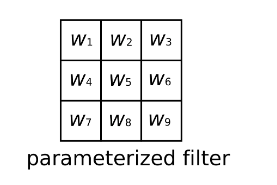 w₁ w₂ w₃
w₄ w₅ w₆
w₇ w₈ w₉
parameterized filter